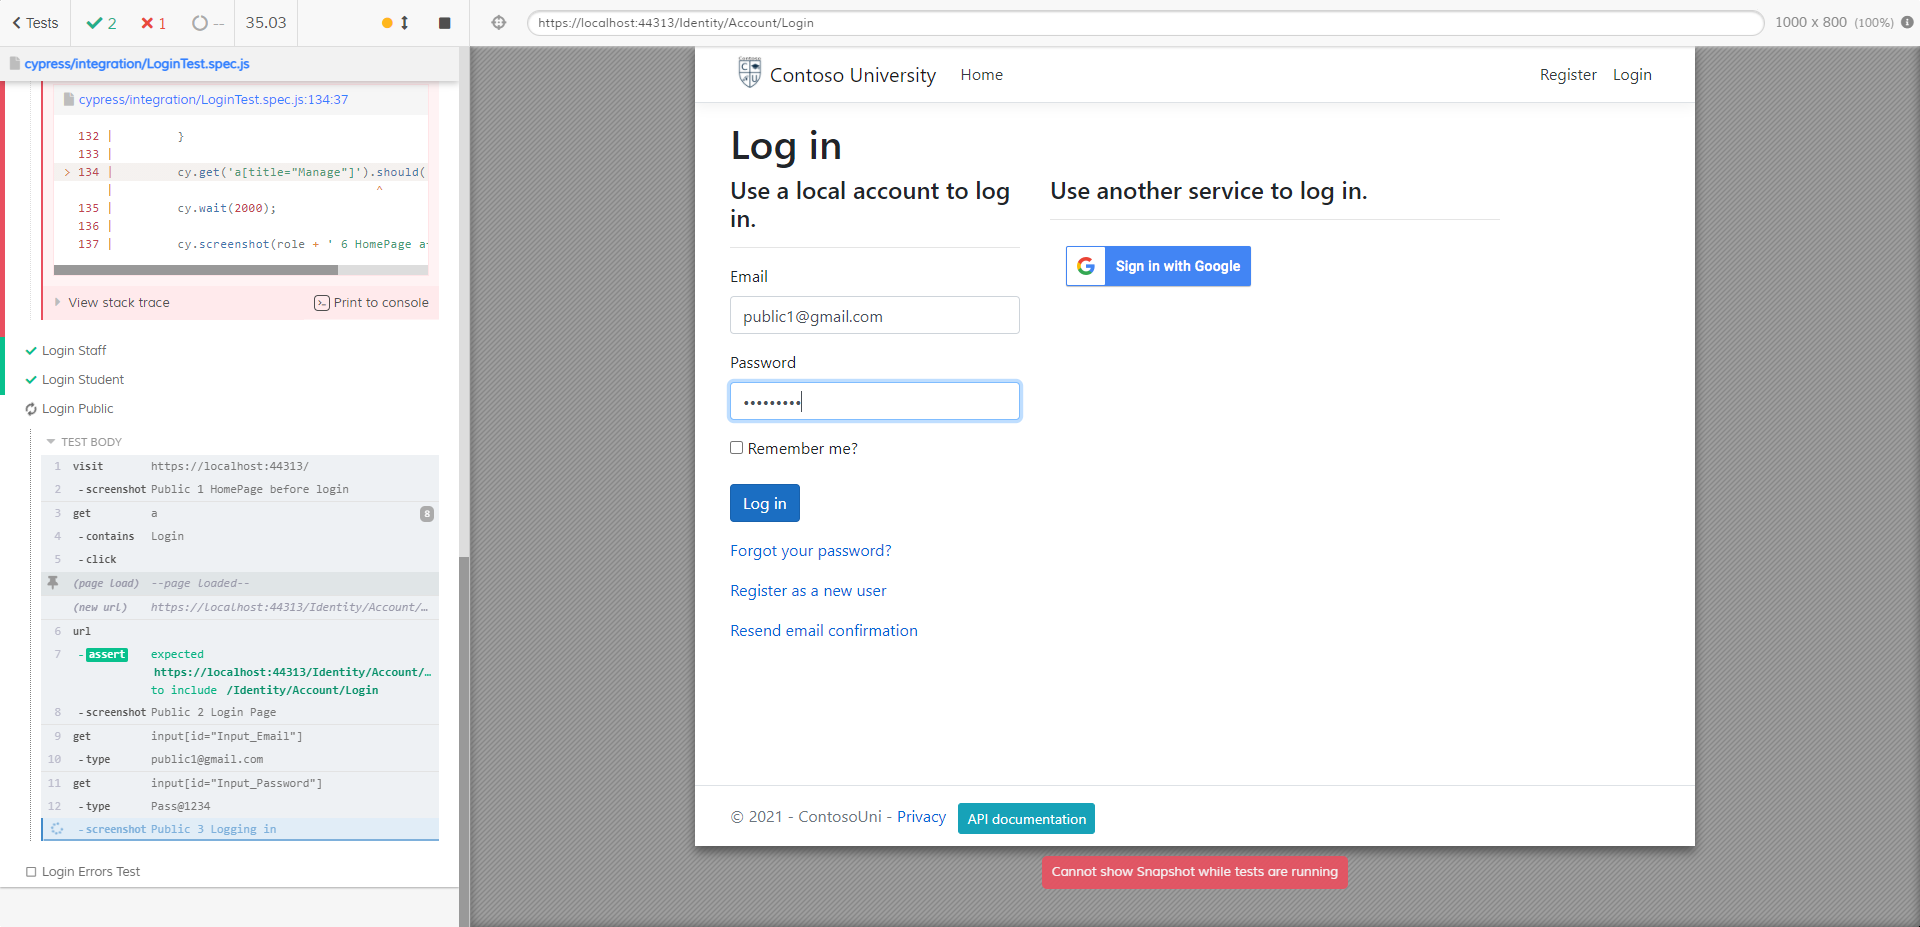 Tests
2
1
--
35.03
https://localhost:44313/Identity/Account/Login
1000 x 800 (100%)
cypress/integration/LoginTest.spec.js
cypress/integration/LoginTest.spec.js:134:37
132 | }
133 |
> 134 | cy.get('a[title="Manage"]').should(
| ^
135 | cy.wait(2000);
136 |
137 | cy.screenshot(role + ' 6 HomePage a
View stack trace
Print to console
Login Staff
Login Student
Login Public
TEST BODY
1 visit https://localhost:44313/
2 -screenshot Public 1 HomePage before login
3 get a 8
4 -contains Login
5 -click
(page load) --page loaded--
(new url) https://localhost:44313/Identity/Account/…
6 url
7 -assert expected
https://localhost:44313/Identity/Account/…
to include /Identity/Account/Login
8 -screenshot Public 2 Login Page
9 get input[id="Input_Email"]
10 -type public1@gmail.com
11 get input[id="Input_Password"]
12 -type Pass@1234
-screenshot Public 3 Logging in
Login Errors Test
Contoso University
Home
Register
Login
Log in
Use a local account to log
in.
Email
public1@gmail.com
Password
•••••••••
Remember me?
Log in
Forgot your password?
Register as a new user
Resend email confirmation
Use another service to log in.
Sign in with Google
© 2021 - ContosoUni - Privacy
API documentation
Cannot show Snapshot while tests are running